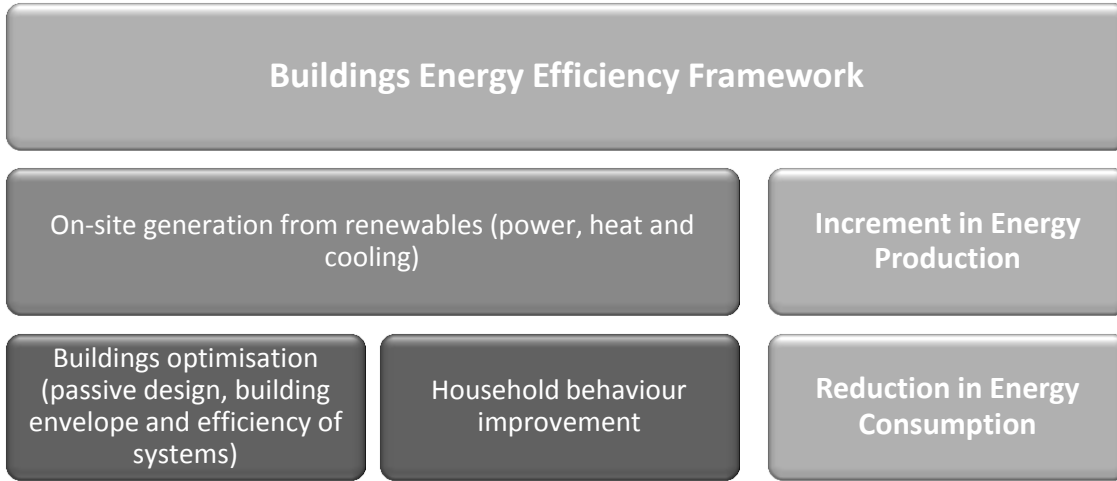 Buildings Energy Efficiency Framework
On-site generation from renewables (power, heat and
cooling)
Increment in Energy
Production
Buildings optimisation
(passive design, building
envelope and efficiency of
systems)
Household behaviour
improvement
Reduction in Energy
Consumption